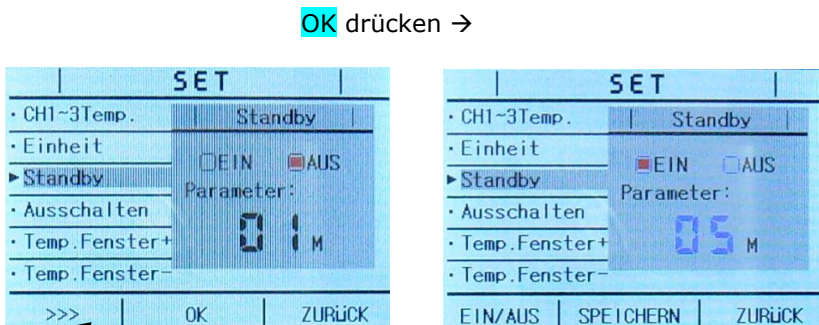 OK drücken →
SET
· CH1~3Temp.
· Einheit
▸Standby
· Ausschalten
· Temp.Fenster+
· Temp.Fenster-
Standby
EIN AUS
Parameter:
01 M
>>> OK ZURÜCK
SET
· CH1~3Temp.
· Einheit
▸Standby
· Ausschalten
· Temp.Fenster+
· Temp.Fenster-
Standby
EIN AUS
Parameter:
05 M
EIN/AUS SPEICHERN ZURÜCK